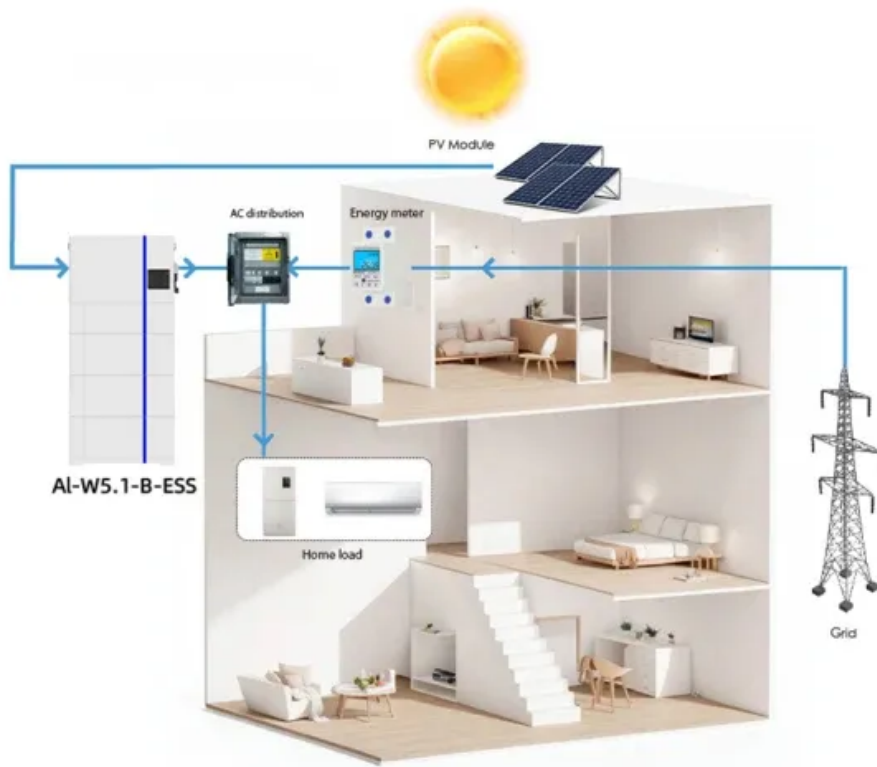 PV Module
AC distribution
Energy meter
Al-W5.1-B-ESS
Home load
Grid